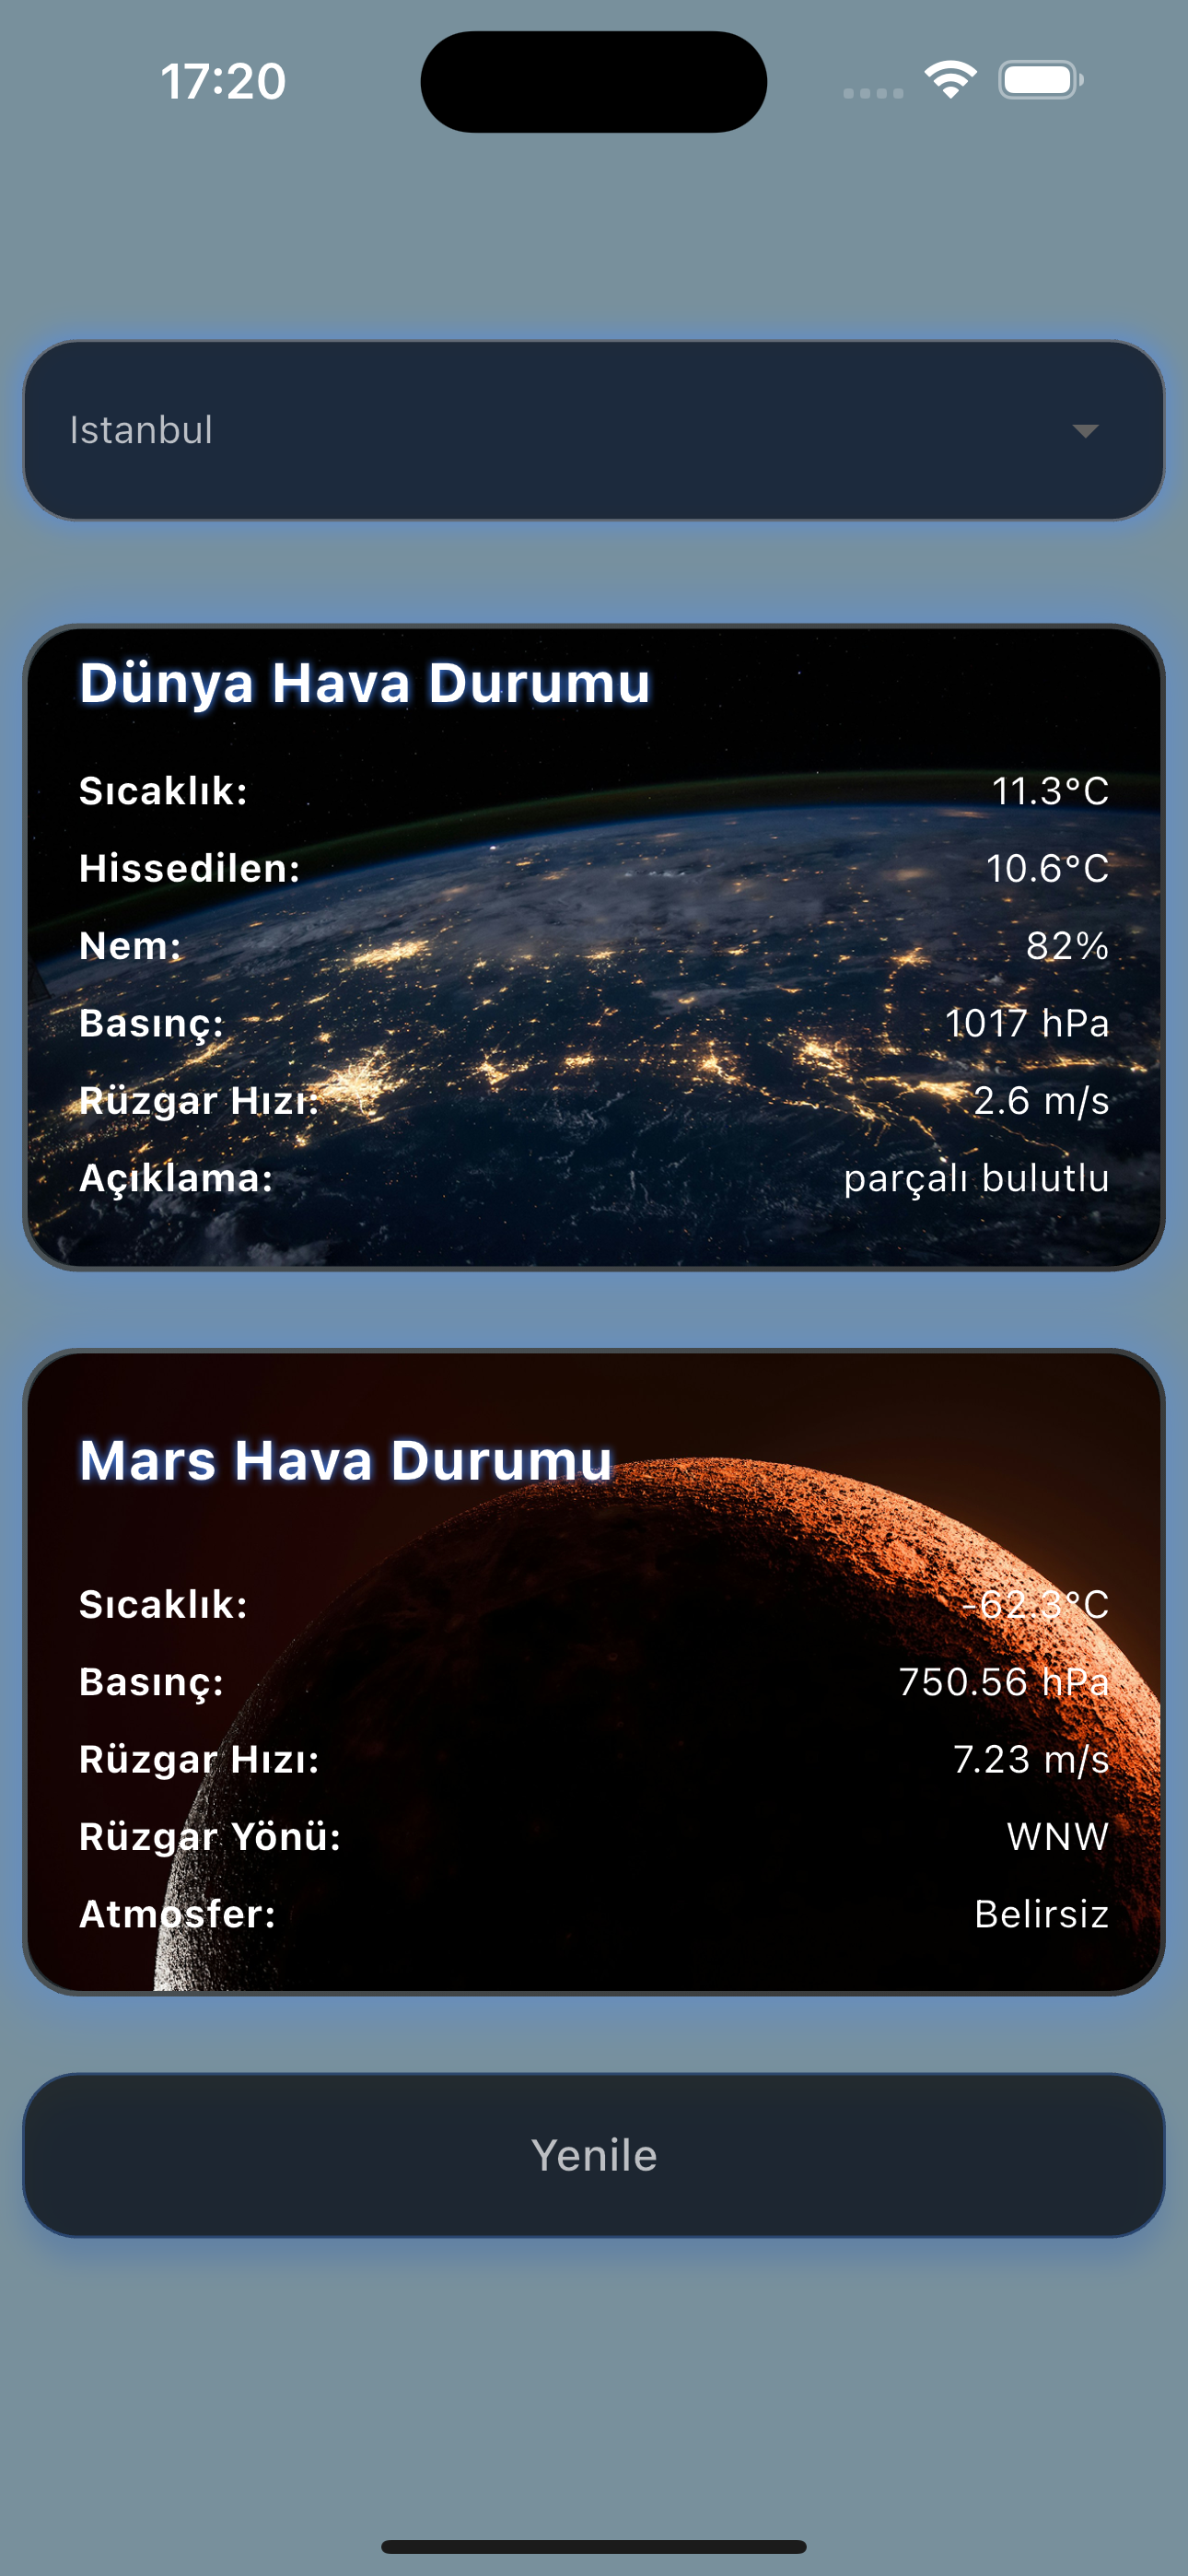 17:20
Istanbul
Dünya Hava Durumu
Sıcaklık: 11.3°C
Hissedilen: 10.6°C
Nem: 82%
Basınç: 1017 hPa
Rüzgar Hızı: 2.6 m/s
Açıklama: parçalı bulutlu
Mars Hava Durumu
Sıcaklık: -62.3°C
Basınç: 750.56 hPa
Rüzgar Hızı: 7.23 m/s
Rüzgar Yönü: WNW
Atmosfer: Belirsiz
Yenile